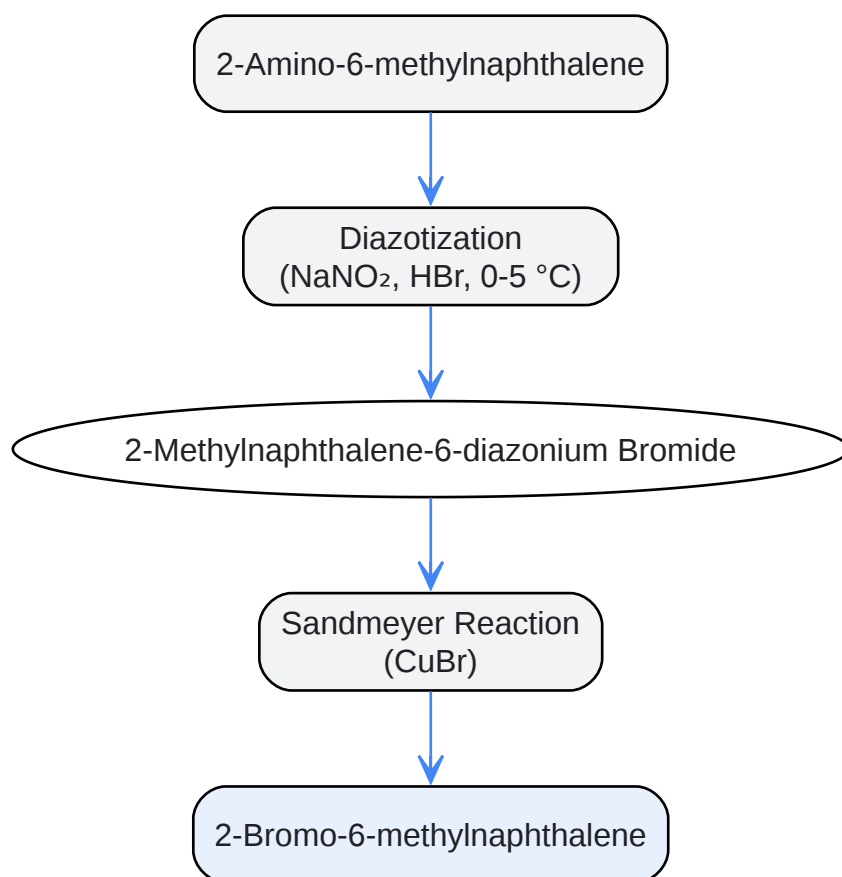 2-Amino-6-methylnaphthalene
Diazotization
(NaNO₂, HBr, 0-5 °C)
2-Methylnaphthalene-6-diazonium Bromide
Sandmeyer Reaction
(CuBr)
2-Bromo-6-methylnaphthalene